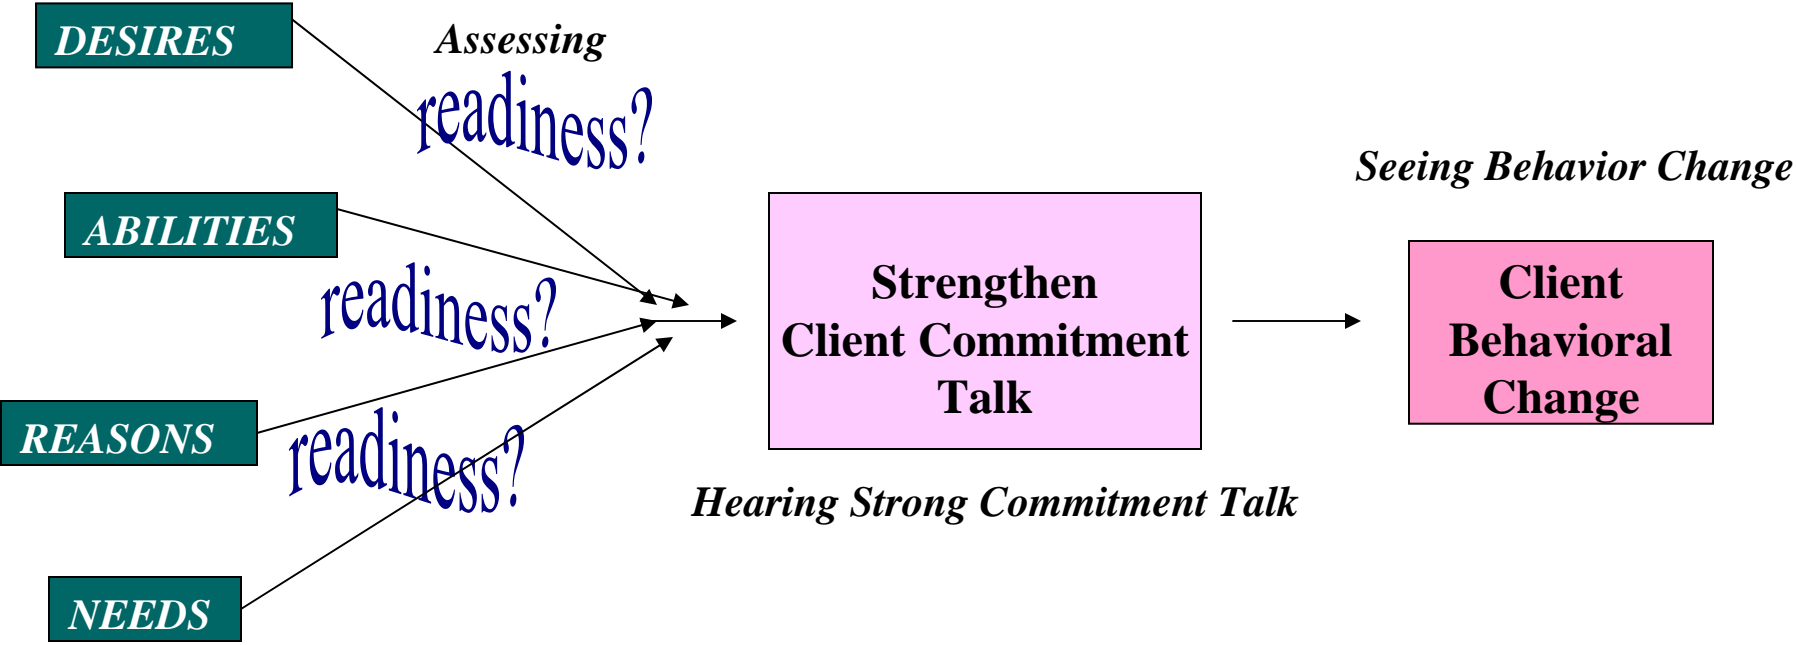 DESIRES
Assessing
readiness?
Seeing Behavior Change
ABILITIES
readiness?
Strengthen
Client Commitment
Talk
Client
Behavioral
Change
REASONS
readiness?
Hearing Strong Commitment Talk
NEEDS